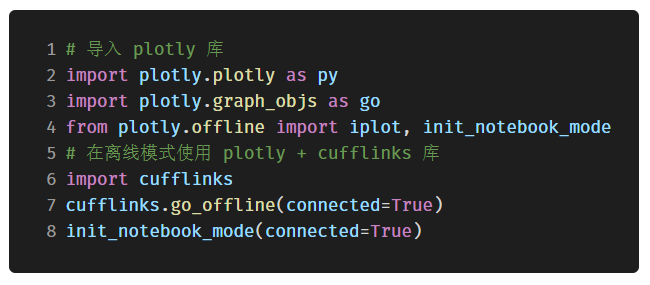 1 # 导入 plotly 库
2 import plotly.plotly as py
3 import plotly.graph_objs as go
4 from plotly.offline import iplot, init_notebook_mode
5 # 在离线模式使用 plotly + cufflinks 库
6 import cufflinks
7 cufflinks.go_offline(connected=True)
8 init_notebook_mode(connected=True)